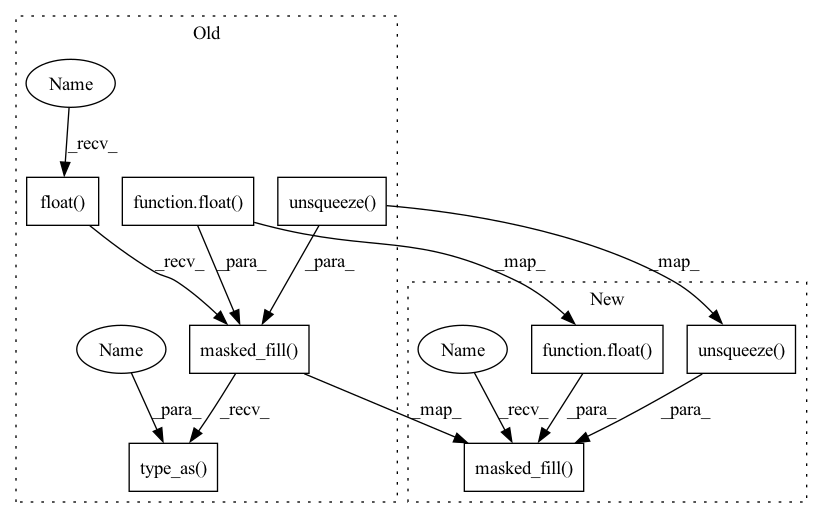 Old
Name
_recv_
float()
function.float()
unsqueeze()
_recv_
_para_
_para_
_map_
_map_
New
Name
masked_fill()
Name
function.float()
unsqueeze()
_para_
_recv_
_map_
_recv_
_para_
_para_
type_as()
masked_fill()